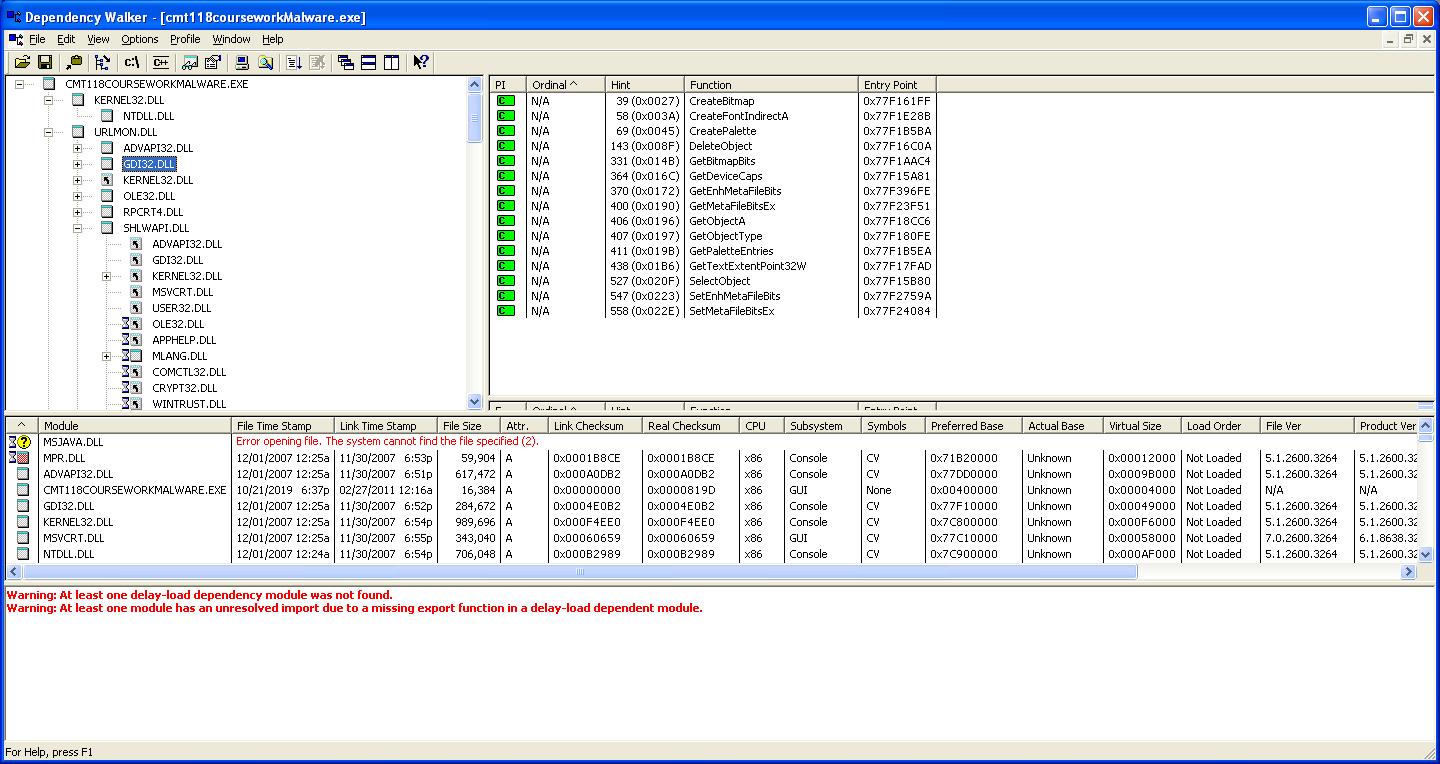 Dependency Walker - [cmt118courseworkMalware.exe]
File Edit View Options Profile Window Help
c:\ C++
CMT118COURSEWORKMALWARE.EXE
KERNEL32.DLL
NTDLL.DLL
URLMON.DLL
ADVAPI32.DLL
GDI32.DLL
KERNEL32.DLL
OLE32.DLL
RPCRT4.DLL
SHLWAPI.DLL
ADVAPI32.DLL
GDI32.DLL
KERNEL32.DLL
MSVCRT.DLL
USER32.DLL
OLE32.DLL
APPHELP.DLL
MLANG.DLL
COMCTL32.DLL
CRYPT32.DLL
WINTRUST.DLL
PI Ordinal ^ Hint Function Entry Point
C N/A 39 (0x0027) CreateBitmap 0x77F161FF
C N/A 58 (0x003A) CreateFontIndirectA 0x77F1E28B
C N/A 69 (0x0045) CreatePalette 0x77F1B5BA
C N/A 143 (0x008F) DeleteObject 0x77F16C0A
C N/A 331 (0x014B) GetBitmapBits 0x77F1AAC4
C N/A 364 (0x016C) GetDeviceCaps 0x77F15A81
C N/A 370 (0x0172) GetEnhMetaFileBits 0x77F396FE
C N/A 400 (0x0190) GetMetaFileBitsEx 0x77F23F51
C N/A 406 (0x0196) GetObjectA 0x77F18CC6
C N/A 407 (0x0197) GetObjectType 0x77F180FE
C N/A 411 (0x019B) GetPaletteEntries 0x77F1B5EA
C N/A 438 (0x01B6) GetTextExtentPoint32W 0x77F17FAD
C N/A 527 (0x020F) SelectObject 0x77F15B80
C N/A 547 (0x0223) SetEnhMetaFileBits 0x77F2759A
C N/A 558 (0x022E) SetMetaFileBitsEx 0x77F24084
E Ordinal ^ Hint Function Entry Point
^ Module File Time Stamp Link Time Stamp File Size Attr. Link Checksum Real Checksum CPU Subsystem Symbols Preferred Base Actual Base Virtual Size Load Order File Ver Product Ver
MSJAVA.DLL Error opening file. The system cannot find the file specified (2).
MPR.DLL 12/01/2007 12:25a 11/30/2007 6:53p 59,904 A 0x0001B8CE 0x0001B8CE x86 Console CV 0x71B20000 Unknown 0x00012000 Not Loaded 5.1.2600.3264 5.1.2600.32
ADVAPI32.DLL 12/01/2007 12:25a 11/30/2007 6:51p 617,472 A 0x000A0DB2 0x000A0DB2 x86 Console CV 0x77DD0000 Unknown 0x0009B000 Not Loaded 5.1.2600.3264 5.1.2600.32
CMT118COURSEWORKMALWARE.EXE 10/21/2019 6:37p 02/27/2011 12:16a 16,384 A 0x00000000 0x0000819D x86 GUI None 0x00400000 Unknown 0x00004000 Not Loaded N/A N/A
GDI32.DLL 12/01/2007 12:25a 11/30/2007 6:52p 284,672 A 0x0004E0B2 0x0004E0B2 x86 Console CV 0x77F10000 Unknown 0x00049000 Not Loaded 5.1.2600.3264 5.1.2600.32
KERNEL32.DLL 12/01/2007 12:25a 11/30/2007 6:54p 989,696 A 0x000F4EE0 0x000F4EE0 x86 Console CV 0x7C800000 Unknown 0x000F6000 Not Loaded 5.1.2600.3264 5.1.2600.32
MSVCRT.DLL 12/01/2007 12:25a 11/30/2007 6:55p 343,040 A 0x00060659 0x00060659 x86 GUI CV 0x77C10000 Unknown 0x00058000 Not Loaded 7.0.2600.3264 6.1.8638.32
NTDLL.DLL 12/01/2007 12:24a 11/30/2007 6:54p 706,048 A 0x000B2989 0x000B2989 x86 Console CV 0x7C900000 Unknown 0x000AF000 Not Loaded 5.1.2600.3264 5.1.2600.32
Warning: At least one delay-load dependency module was not found.
Warning: At least one module has an unresolved import due to a missing export function in a delay-load dependent module.
For Help, press F1